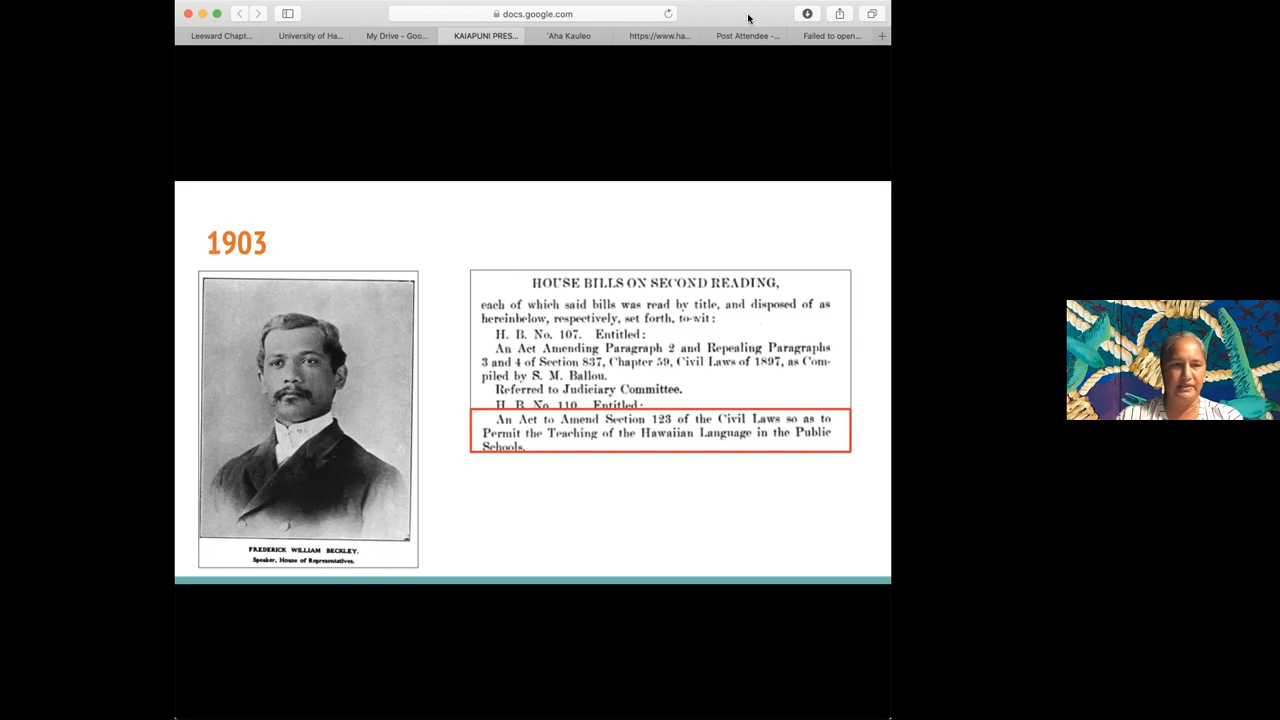 docs.google.com
Leeward Chapt...
University of Ha...
My Drive - Goo...
KAIAPUNI PRES...
'Aha Kauleo
https://www.ha...
Post Attendee -...
Failed to open...
1903
FREDERICK WILLIAM BECKLEY.
Speaker, House of Representatives.
HOUSE BILLS ON SECOND READING,
each of which said bills was read by title, and disposed of as
hereinbelow, respectively, set forth, to-wit:
H. B. No. 107. Entitled:
An Act Amending Paragraph 2 and Repealing Paragraphs
3 and 4 of Section 837, Chapter 59, Civil Laws of 1897, as Com-
piled by S. M. Ballou.
Referred to Judiciary Committee.
H. B. No. 110. Entitled:
An Act to Amend Section 123 of the Civil Laws so as to
Permit the Teaching of the Hawaiian Language in the Public
Schools.